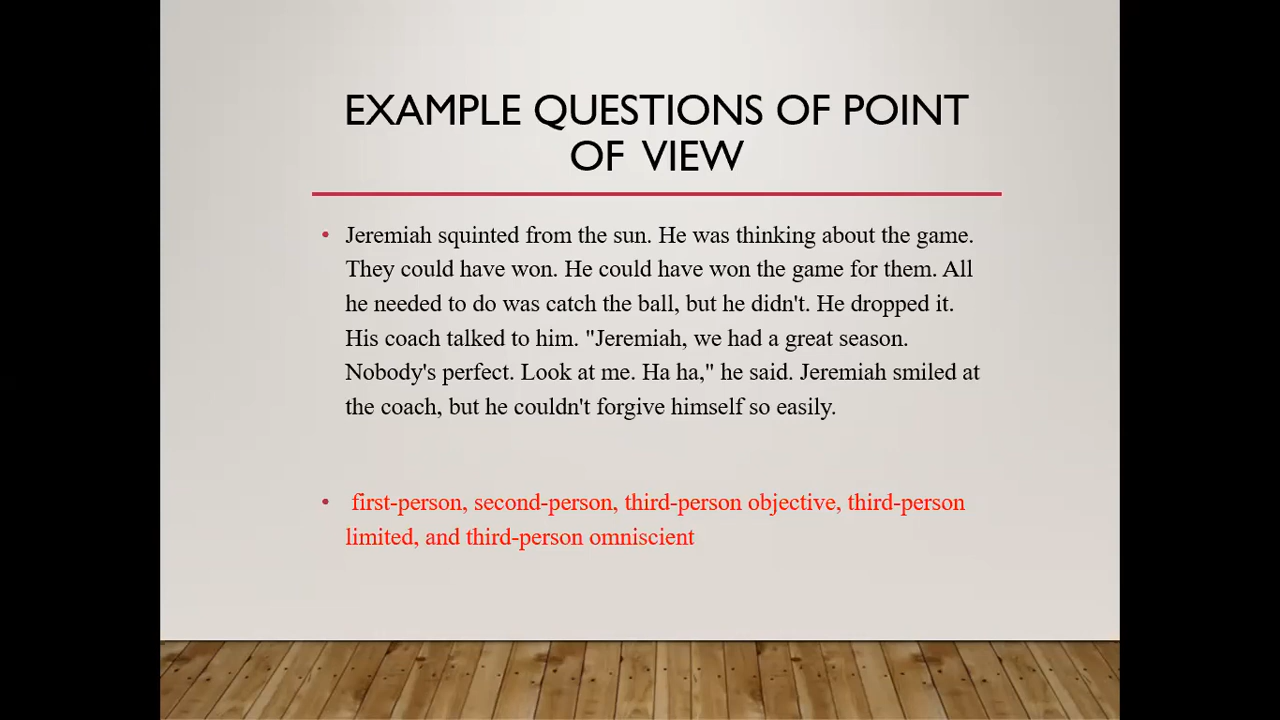 EXAMPLE QUESTIONS OF POINT
OF VIEW
• Jeremiah squinted from the sun. He was thinking about the game.
They could have won. He could have won the game for them. All
he needed to do was catch the ball, but he didn't. He dropped it.
His coach talked to him. "Jeremiah, we had a great season.
Nobody's perfect. Look at me. Ha ha," he said. Jeremiah smiled at
the coach, but he couldn't forgive himself so easily.
• first-person, second-person, third-person objective, third-person
limited, and third-person omniscient